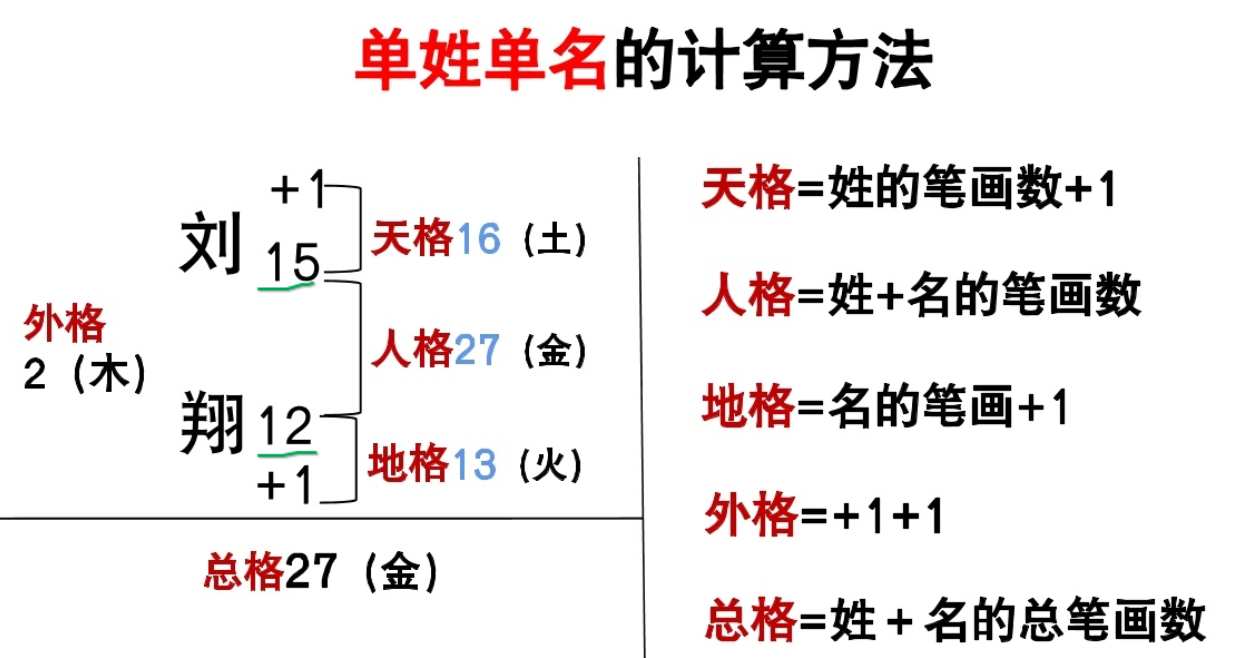 单姓单名的计算方法
+1
刘 15
天格16（土）
外格
2（木）
人格27（金）
翔 12
+1
地格13（火）
总格27（金）
天格=姓的笔画数+1
人格=姓+名的笔画数
地格=名的笔画+1
外格=+1+1
总格=姓+名的总笔画数